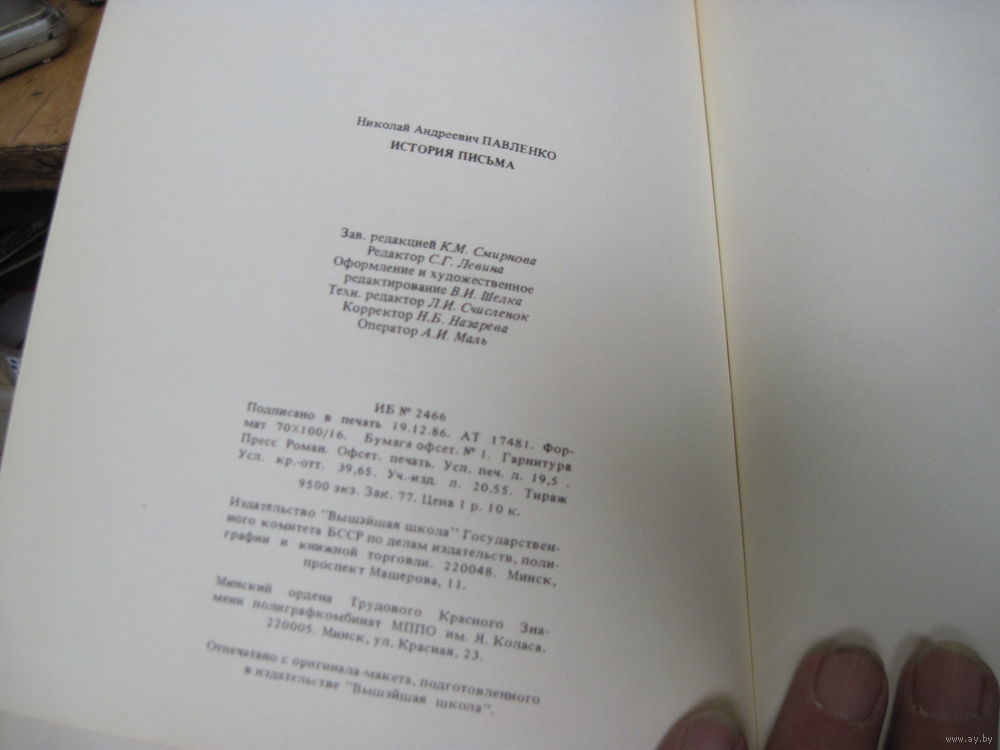 Николай Андреевич ПАВЛЕНКО
ИСТОРИЯ ПИСЬМА
Зав. редакцией К.М. Смирнова
Редактор С.Г. Левина
Оформление и художественное
редактирование В.И. Шелка
Техн. редактор Л.И. Счисленок
Корректор Н.Б. Назарева
Оператор А.И. Маль
ИБ № 2466
Подписано в печать 19.12.86. АТ 17481. Фор-
мат 70X100/16. Бумага офсет. № 1. Гарнитура
Пресс Роман. Офсет. печать. Усл. печ. л. 19,5 .
Усл. кр.-отт. 39,65. Уч.-изд. л. 20,55. Тираж
9500 экз. Зак. 77. Цена 1 р. 10 к.
Издательство "Вышэйшая школа" Государствен-
ного комитета БССР по делам издательств, поли-
графии и книжной торговли. 220048. Минск,
проспект Машерова, 11.
Минский ордена Трудового Красного Зна-
мени полиграфкомбинат МППО им. Я. Коласа.
220005. Минск, ул. Красная, 23.
Отпечатано с оригинала-макета, подготовленного
в издательстве "Вышэйшая школа".
www.ay.by